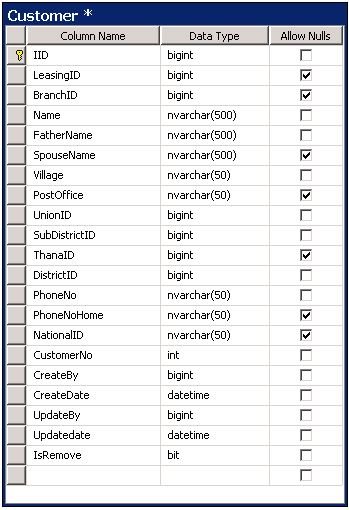 Customer *
Column Name Data Type Allow Nulls
IID bigint
LeasingID bigint
BranchID bigint
Name nvarchar(500)
FatherName nvarchar(500)
SpouseName nvarchar(500)
Village nvarchar(50)
PostOffice nvarchar(50)
UnionID bigint
SubDistrictID bigint
ThanaID bigint
DistrictID bigint
PhoneNo nvarchar(50)
PhoneNoHome nvarchar(50)
NationalID nvarchar(50)
CustomerNo int
CreateBy bigint
CreateDate datetime
UpdateBy bigint
Updatedate datetime
IsRemove bit